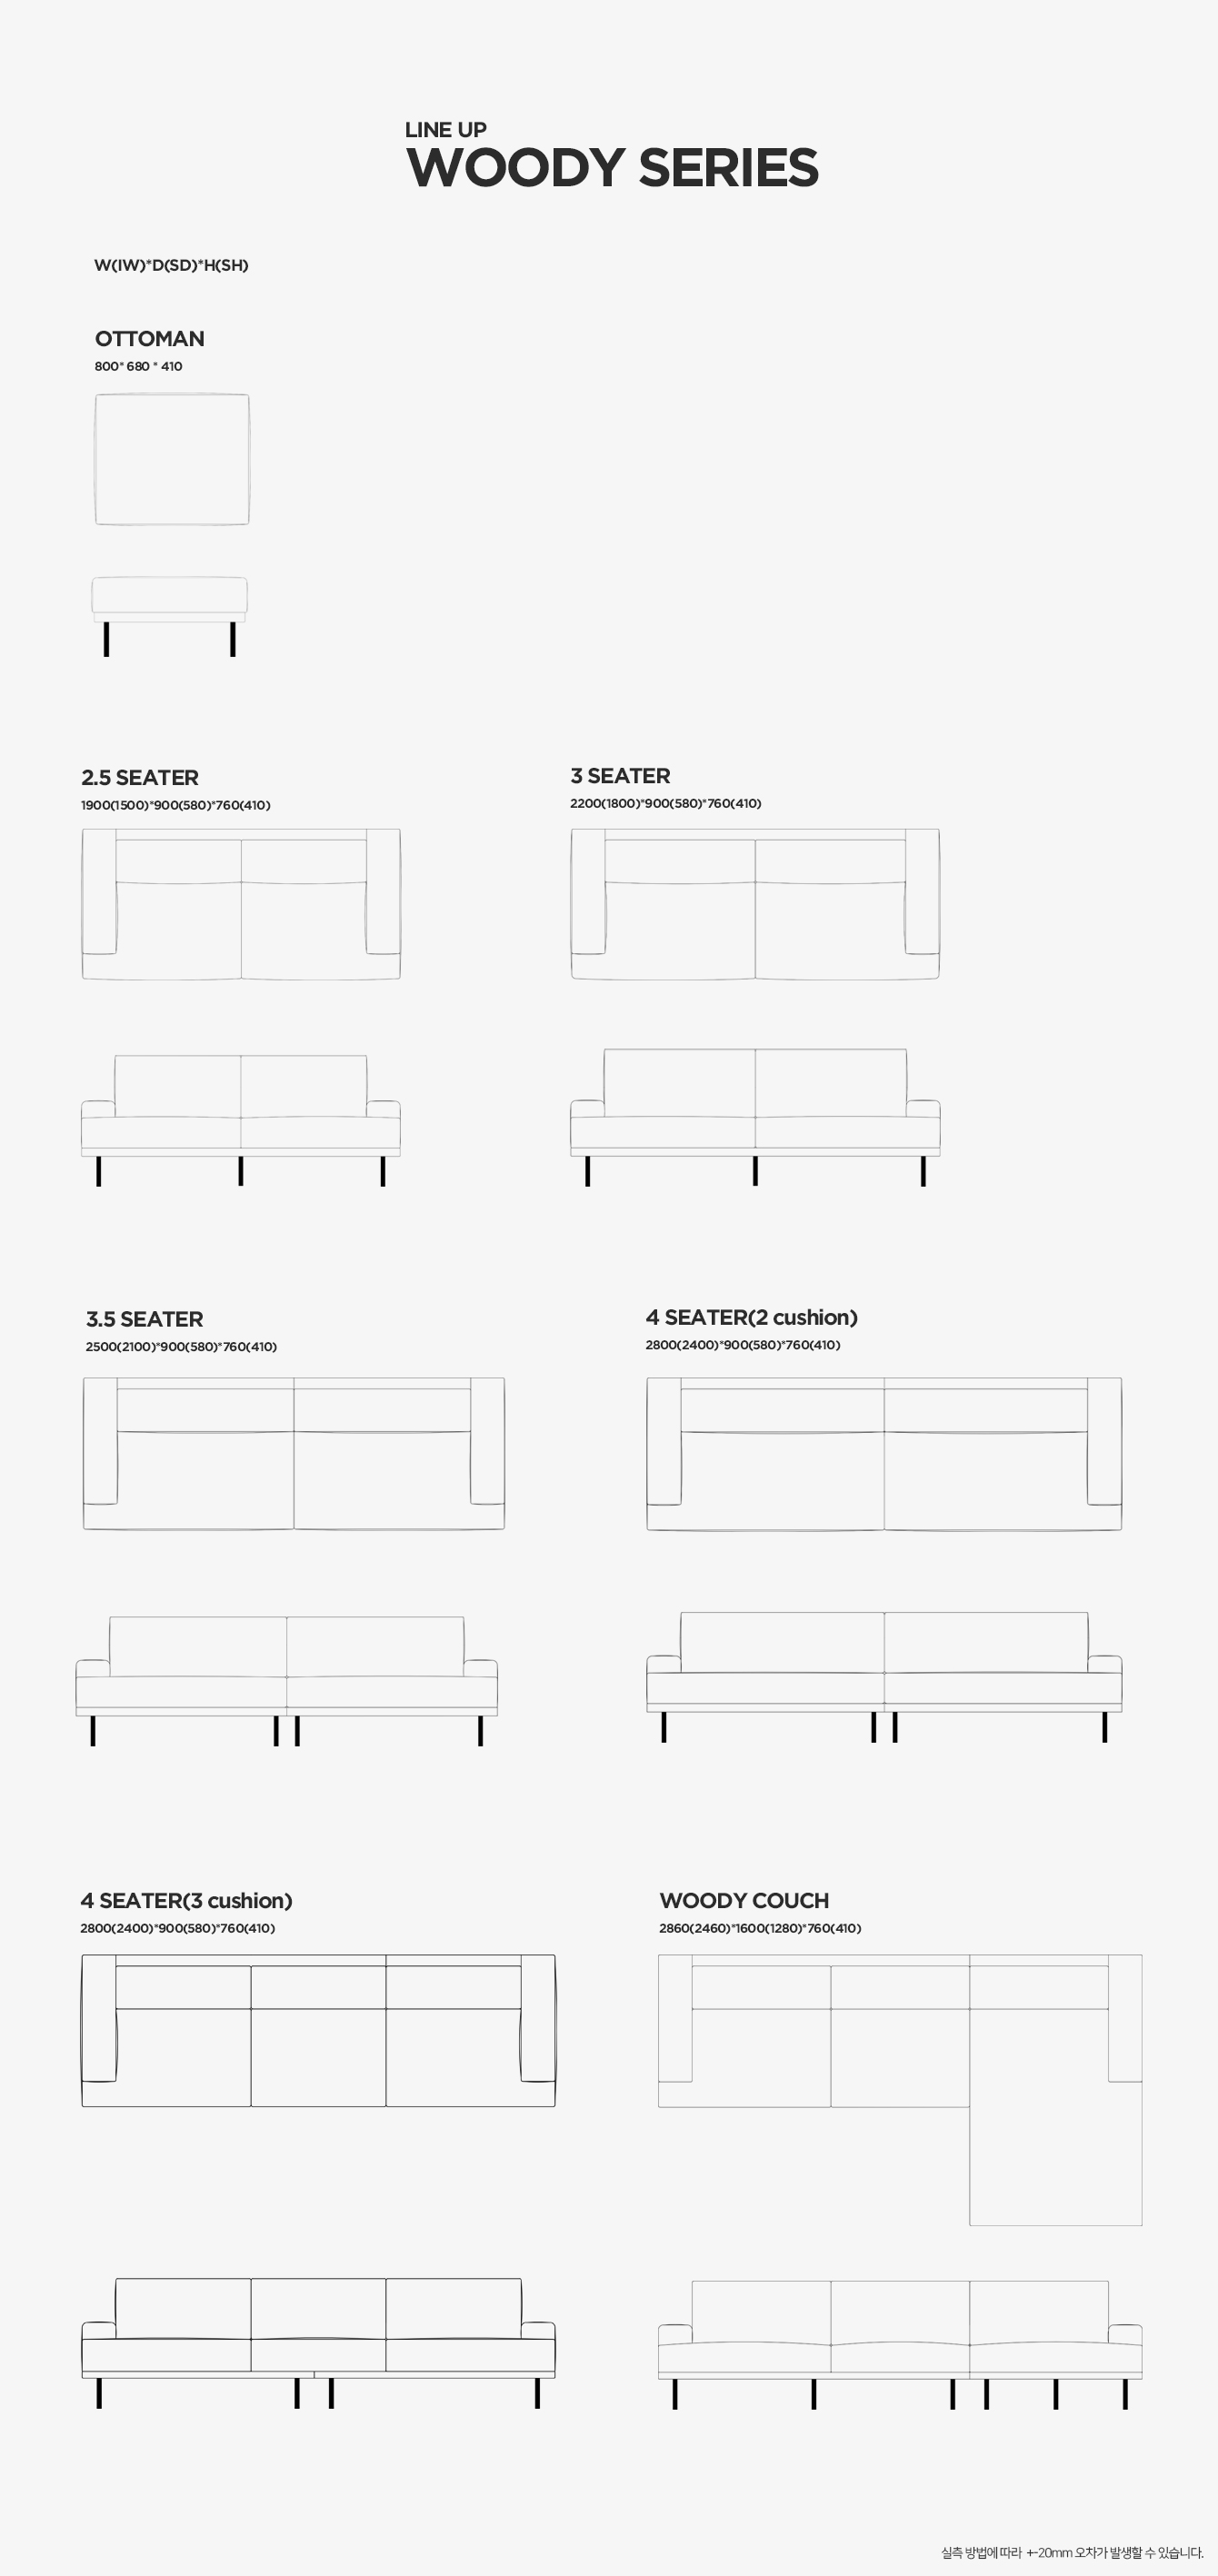 LINE UP
WOODY SERIES
W(IW)*D(SD)*H(SH)
OTTOMAN
800* 680 * 410
2.5 SEATER
1900(1500)*900(580)*760(410)
3 SEATER
2200(1800)*900(580)*760(410)
3.5 SEATER
2500(2100)*900(580)*760(410)
4 SEATER(2 cushion)
2800(2400)*900(580)*760(410)
4 SEATER(3 cushion)
2800(2400)*900(580)*760(410)
WOODY COUCH
2860(2460)*1600(1280)*760(410)
실측 방법에 따라 +-20mm 오차가 발생할 수 있습니다.